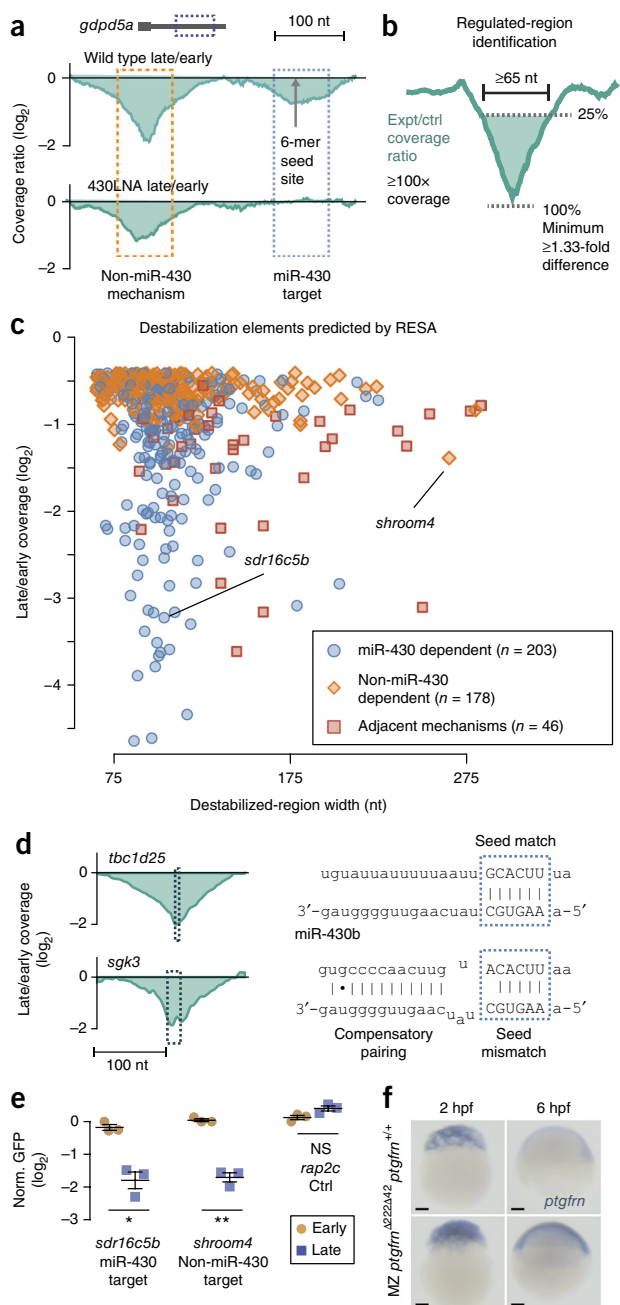 a
gdpd5a
100 nt
Wild type late/early
0
−2
6-mer
seed
site
430LNA late/early
0
−2
Coverage ratio (log2)
Non-miR-430
mechanism
miR-430
target
b
Regulated-region
identification
≥65 nt
25%
Expt/ctrl
coverage
ratio
≥100×
coverage
100%
Minimum
≥1.33-fold
difference
c
Destabilization elements predicted by RESA
0
−1
−2
−3
−4
Late/early coverage (log2)
shroom4
sdr16c5b
miR-430 dependent (n = 203)
Non-miR-430
dependent (n = 178)
Adjacent mechanisms (n = 46)
75
175
275
Destabilized-region width (nt)
d
tbc1d25
0
−2
sgk3
0
−2
Late/early coverage
(log2)
100 nt
Seed match
uguauuauuuuuaauu GCACUU ua
3′-gaugggguugaacuau CGUGAA a-5′
miR-430b
gugccccaacuug u ACACUU aa
3′-gaugggguugaac uau CGUGAA a-5′
Compensatory
pairing
Seed
mismatch
e
0
−1
−2
−3
Norm. GFP
(log2)
NS
rap2c
Ctrl
*
**
sdr16c5b
miR-430
target
shroom4
Non-miR-430
target
Early
Late
f
2 hpf
6 hpf
ptgfrn+/+
ptgfrn
MZ ptgfrnΔ222Δ42